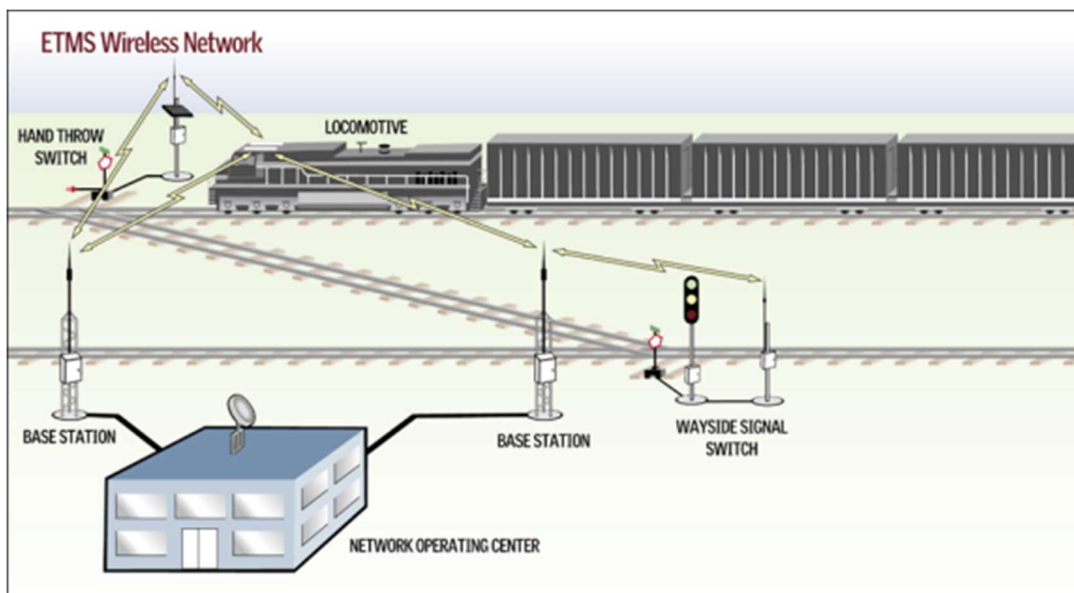 ETMS Wireless Network
HAND THROW
SWITCH
LOCOMOTIVE
BASE STATION
BASE STATION
WAYSIDE SIGNAL
SWITCH
NETWORK OPERATING CENTER